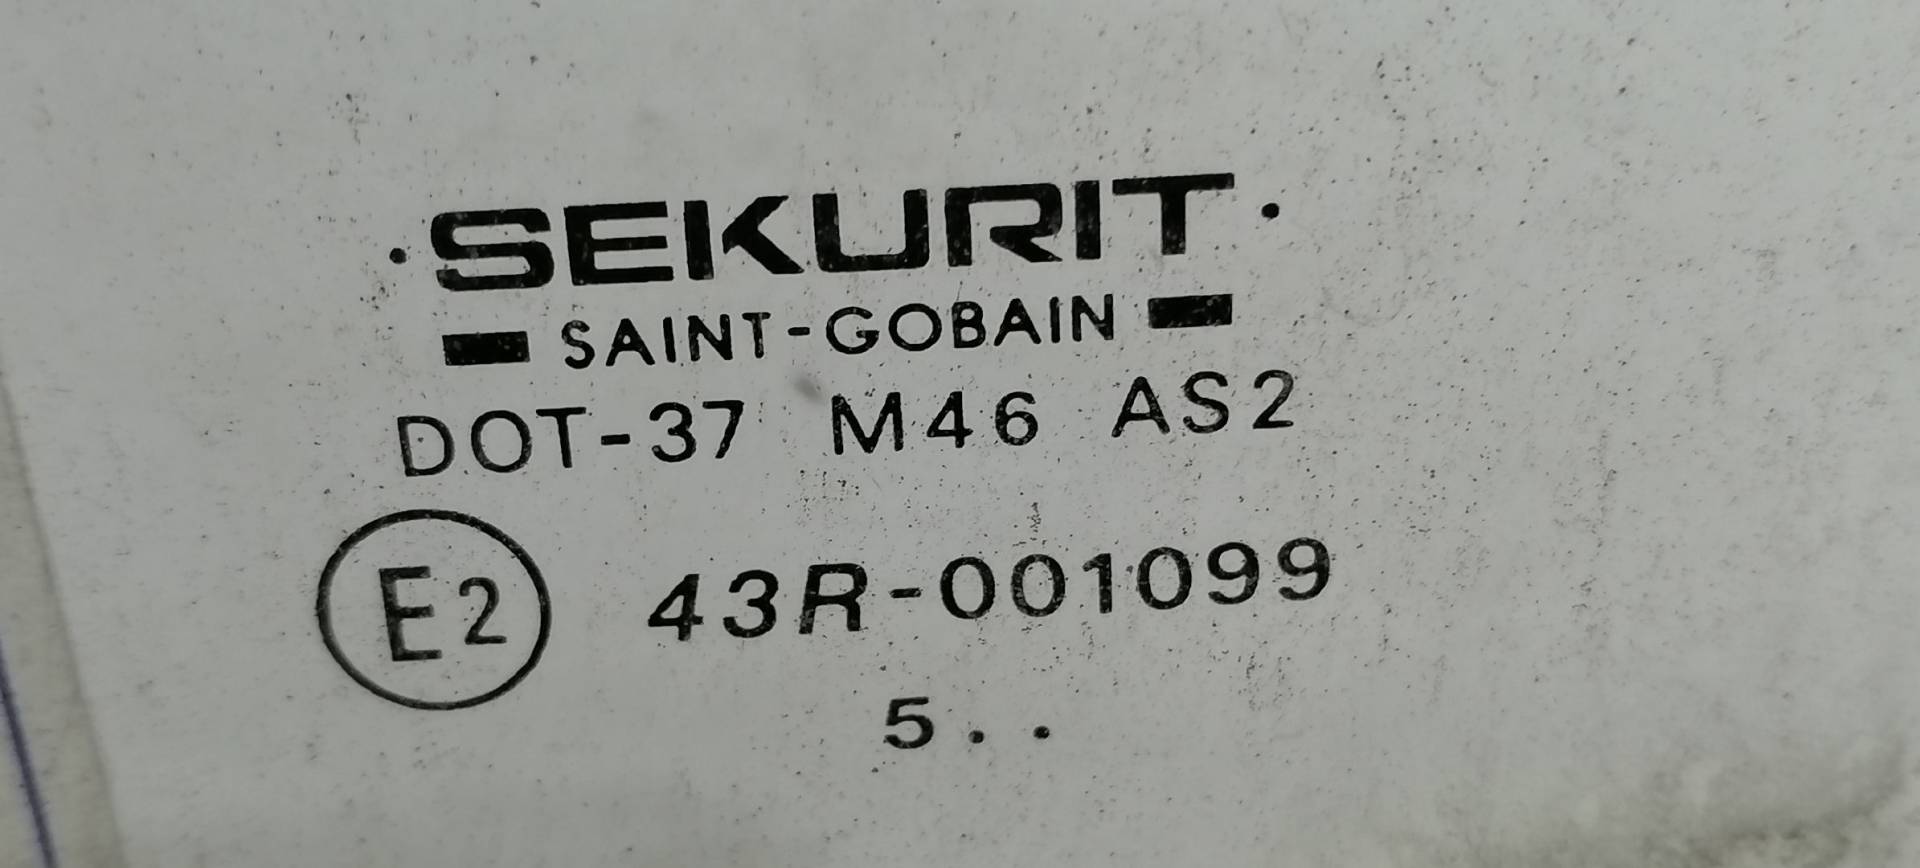 ·SEKURIT·
SAINT-GOBAIN
DOT-37 M46 AS2
E2 43R-001099
5..